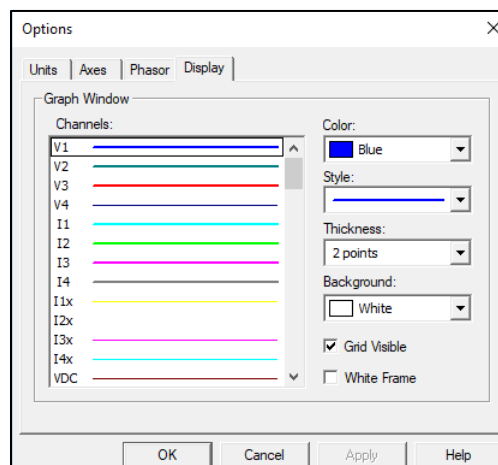 Options
Units
Axes
Phasor
Display
Graph Window
Channels:
V1
V2
V3
V4
I1
I2
I3
I4
I1x
I2x
I3x
I4x
VDC
Color:
Blue
Style:
Thickness:
2 points
Background:
White
Grid Visible
White Frame
OK
Cancel
Apply
Help